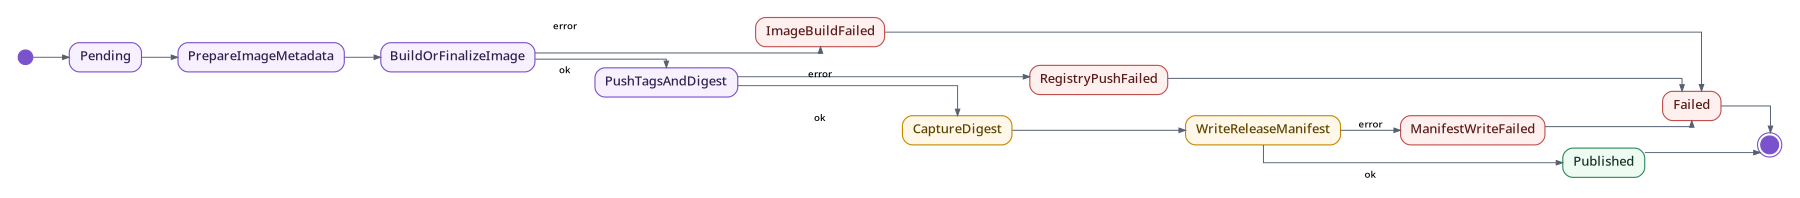 error
ImageBuildFailed
Pending
PrepareImageMetadata
BuildOrFinalizeImage
ok
PushTagsAndDigest
error
RegistryPushFailed
Failed
ok
CaptureDigest
WriteReleaseManifest
error
ManifestWriteFailed
Published
ok